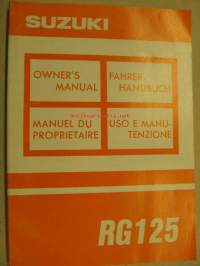 SUZUKI
OWNER'S MANUAL
FAHRER-HANDBUCH
MANUEL DU PROPRIETAIRE
USO E MANU-TENZIONE
RG125